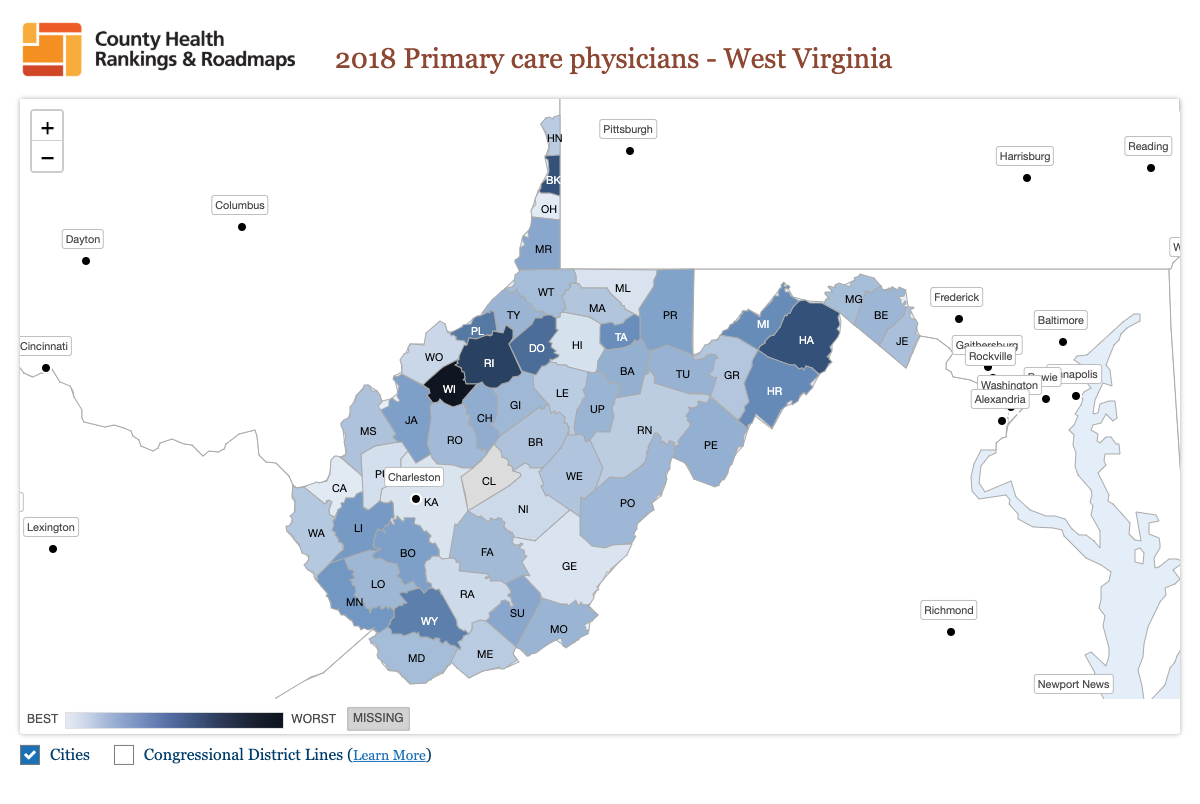 County Health
Rankings & Roadmaps
2018 Primary care physicians - West Virginia
+
−
Pittsburgh
HN
Reading
Harrisburg
BK
Columbus
OH
Dayton
MR
WT
ML
Frederick
MG
MA
TY
PR
BE
Baltimore
MI
PL
TA
HA
JE
Cincinnati
HI
DO
Rockville
WO
RI
BA
TU
GR
Washington
WI
LE
HR
Alexandria
GI
UP
JA
CH
MS
RO
BR
RN
PE
Charleston
WE
CL
CA
KA
PO
NI
Lexington
LI
WA
BO
FA
GE
LO
RA
MN
SU
Richmond
WY
MO
MD
ME
Newport News
BEST
WORST
MISSING
Cities
Congressional District Lines (Learn More)